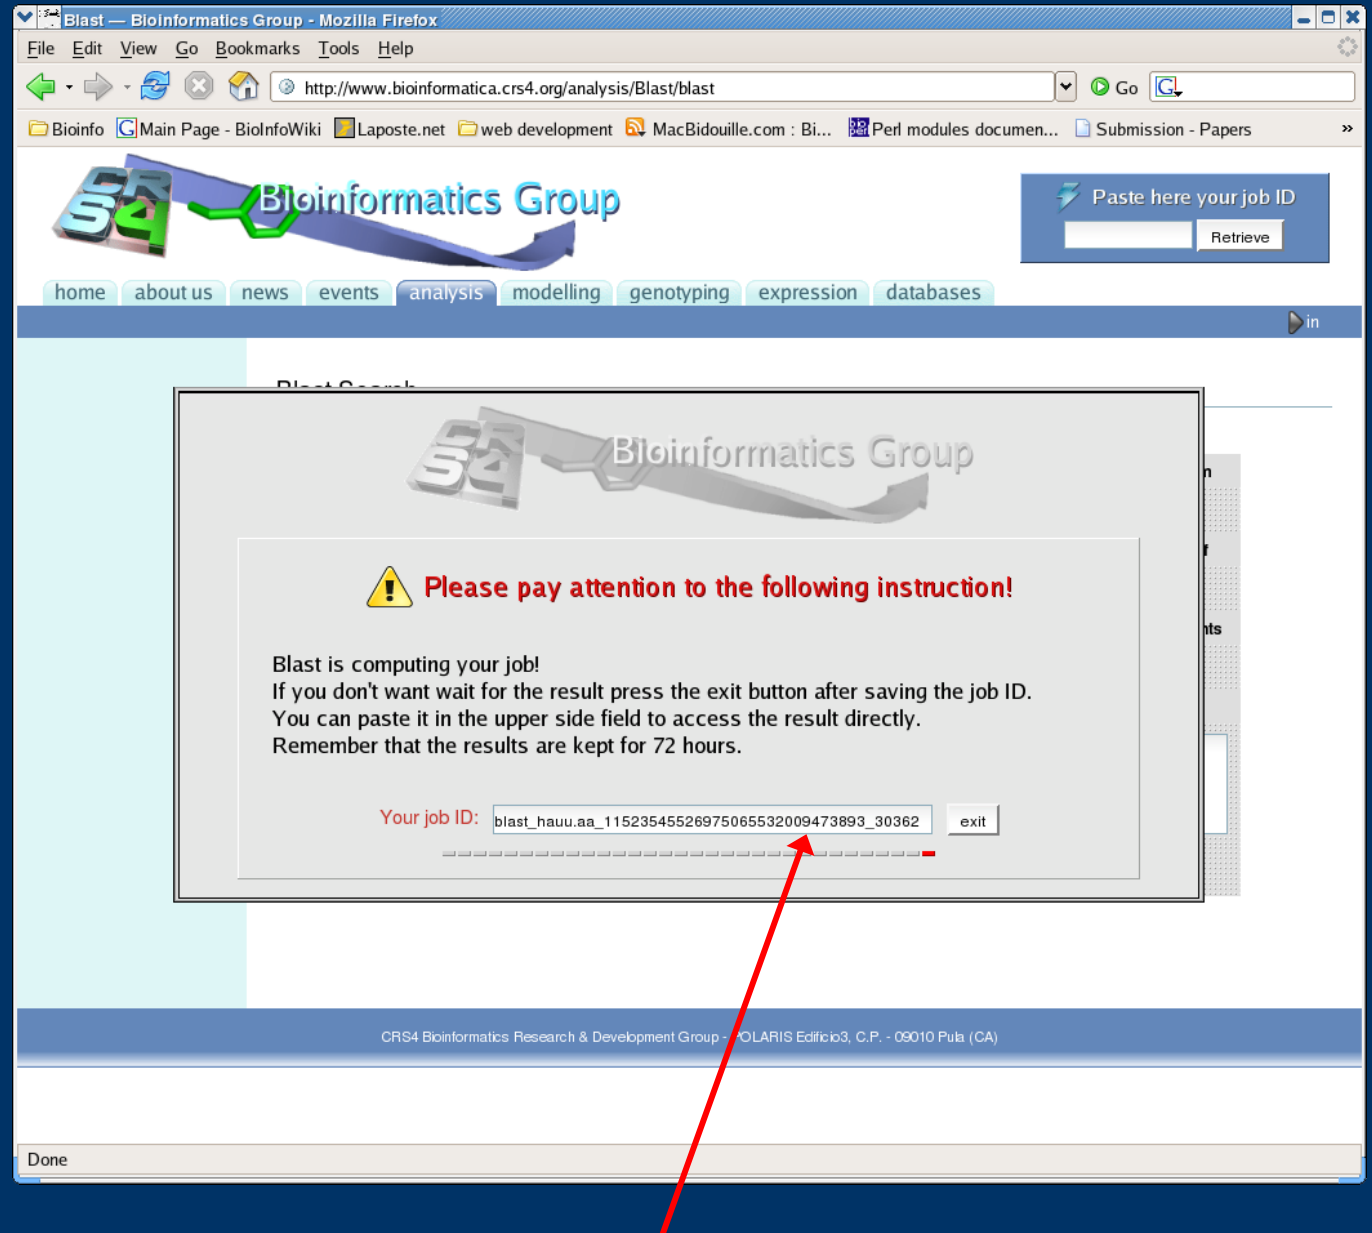 Blast — Bioinformatics Group - Mozilla Firefox
File Edit View Go Bookmarks Tools Help
http://www.bioinformatica.crs4.org/analysis/Blast/blast Go G
Bioinfo Main Page - BioInfoWiki Laposte.net web development MacBidouille.com : Bi... Perl modules documen... Submission - Papers »
CRS4 Bioinformatics Group
Paste here your job ID
Retrieve
home about us news events analysis modelling genotyping expression databases
in
Blast Search
CRS4 Bioinformatics Group
Please pay attention to the following instruction!
Blast is computing your job!
If you don't want wait for the result press the exit button after saving the job ID.
You can paste it in the upper side field to access the result directly.
Remember that the results are kept for 72 hours.
Your job ID: blast_hauu.aa_11523545526975065532009473893_30362 exit
CRS4 Bioinformatics Research & Development Group - POLARIS Edificio3, C.P. - 09010 Pula (CA)
Done